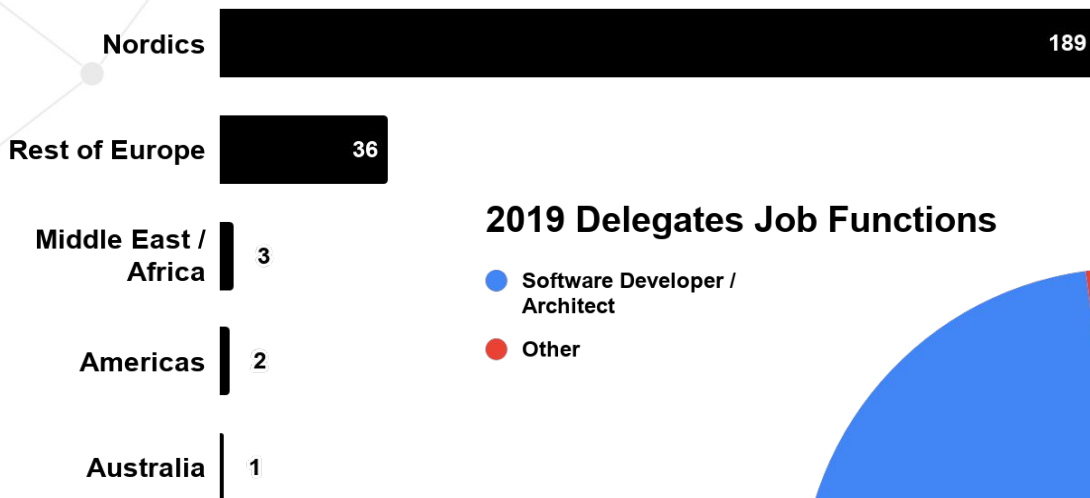 Nordics
189
Rest of Europe
36
Middle East /
Africa
3
Americas
2
Australia
1
2019 Delegates Job Functions
Software Developer /
Architect
Other